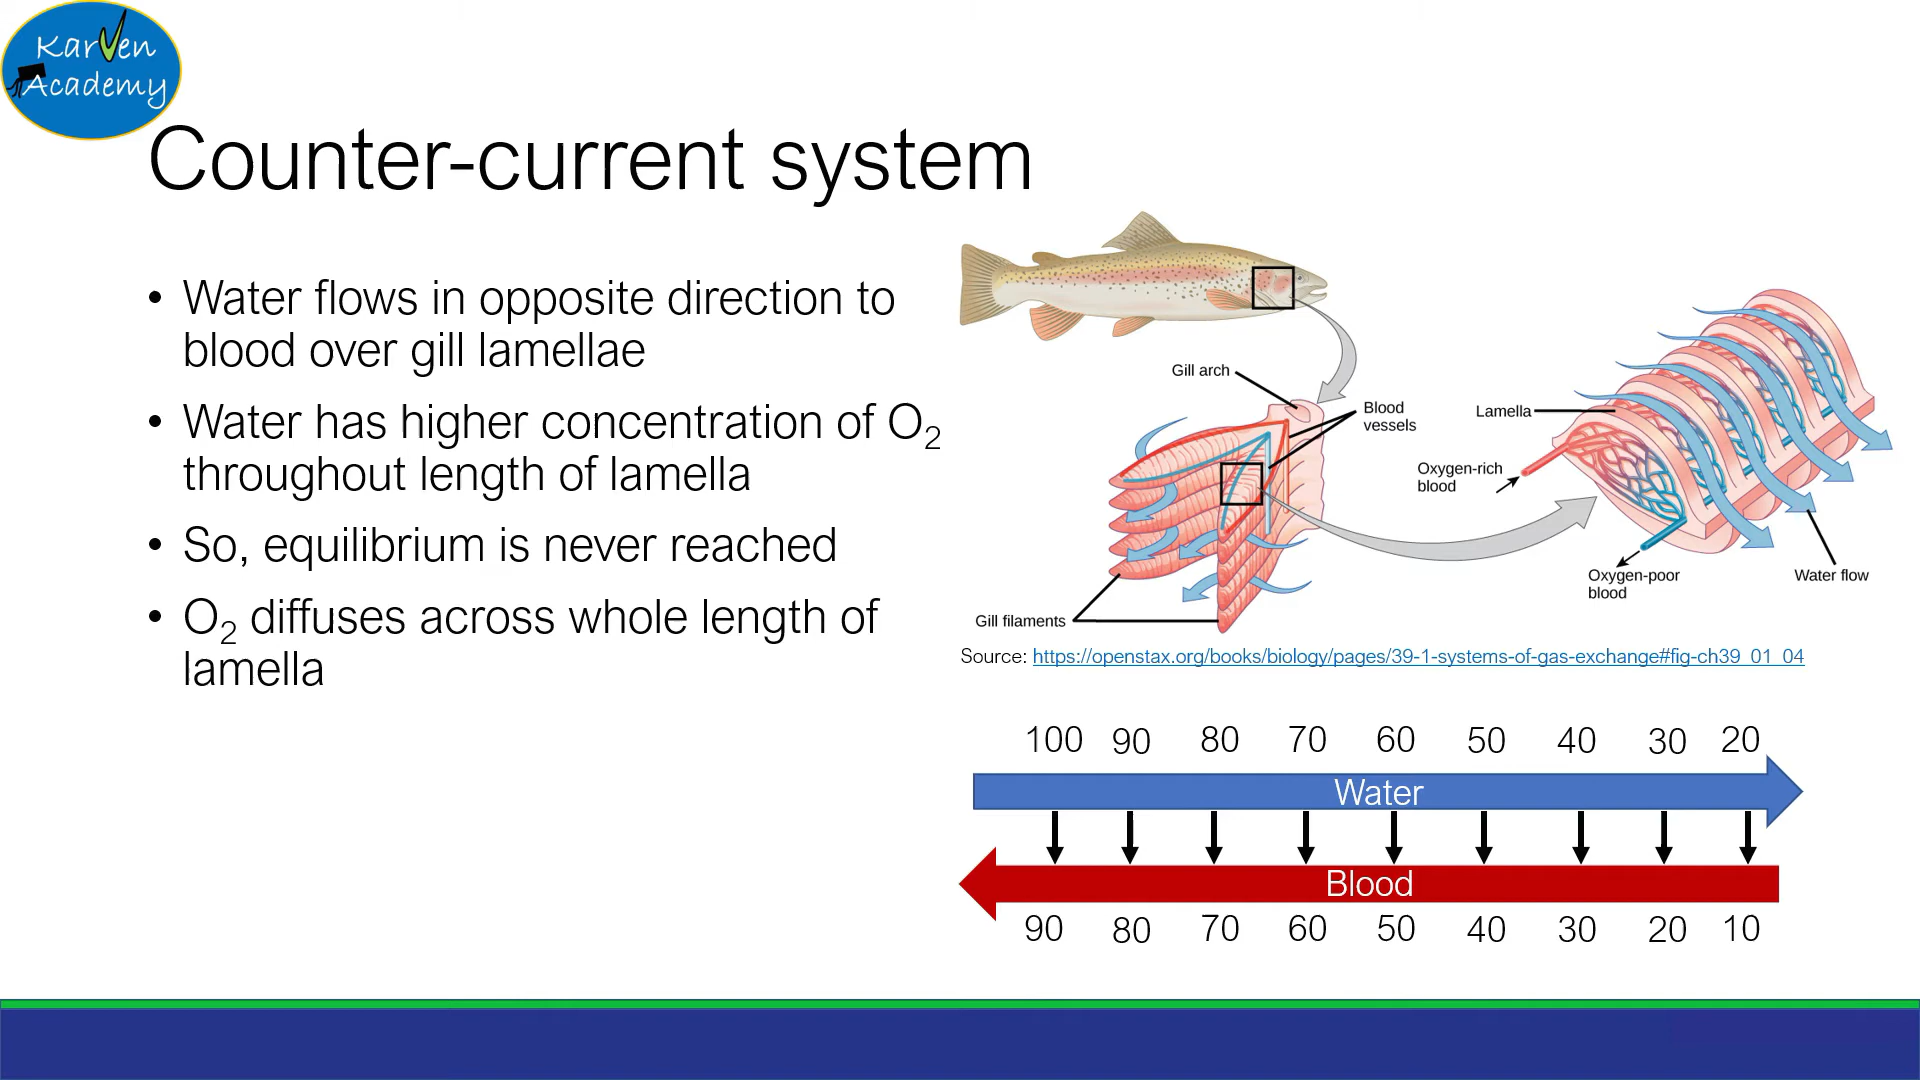 Karven
Academy
Counter-current system
• Water flows in opposite direction to
blood over gill lamellae
• Water has higher concentration of O₂
throughout length of lamella
• So, equilibrium is never reached
• O₂ diffuses across whole length of
lamella
Gill arch
Blood
vessels
Lamella
Oxygen-rich
blood
Oxygen-poor
blood
Water flow
Gill filaments
Source: https://openstax.org/books/biology/pages/39-1-systems-of-gas-exchange#fig-ch39_01_04
100 90 80 70 60 50 40 30 20
Water
Blood
90 80 70 60 50 40 30 20 10